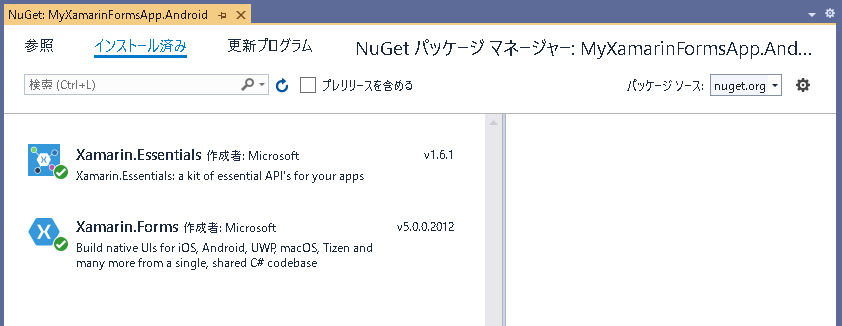 NuGet: MyXamarinFormsApp.Android
参照 インストール済み 更新プログラム NuGet パッケージ マネージャー: MyXamarinFormsApp.And...
検索 (Ctrl+L) プレリリースを含める パッケージ ソース: nuget.org
Xamarin.Essentials 作成者: Microsoft v1.6.1
Xamarin.Essentials: a kit of essential API's for your apps
Xamarin.Forms 作成者: Microsoft v5.0.0.2012
Build native UIs for iOS, Android, UWP, macOS, Tizen and
many more from a single, shared C# codebase